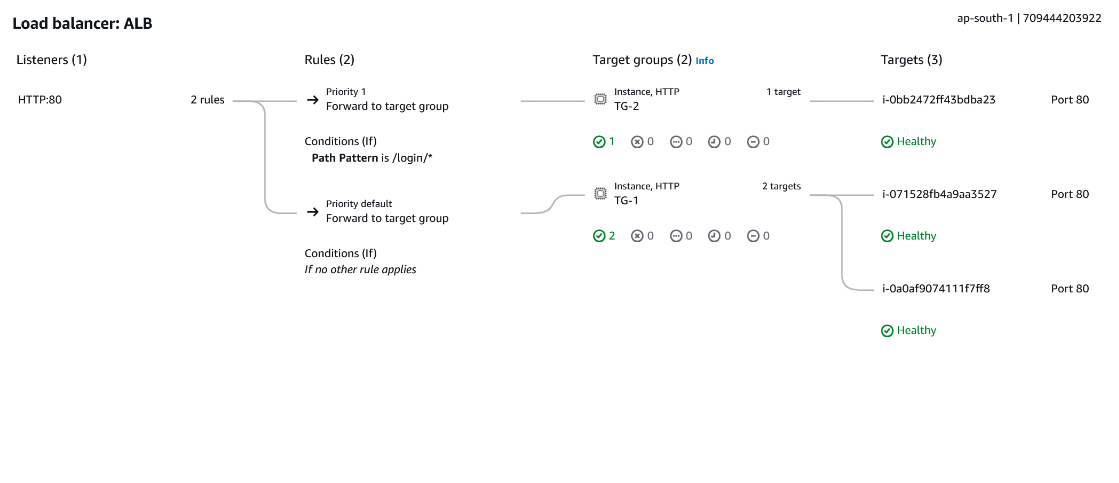 Load balancer: ALB
ap-south-1 | 709444203922
Listeners (1)
Rules (2)
Target groups (2) Info
Targets (3)
HTTP:80
2 rules
Priority 1
Forward to target group
Conditions (If)
Path Pattern is /login/*
Instance, HTTP
TG-2
1 target
1 0 0 0 0
i-0bb2472ff43bdba23
Port 80
Healthy
Priority default
Forward to target group
Conditions (If)
If no other rule applies
Instance, HTTP
TG-1
2 targets
2 0 0 0 0
i-071528fb4a9aa3527
Port 80
Healthy
i-0a0af9074111f7ff8
Port 80
Healthy